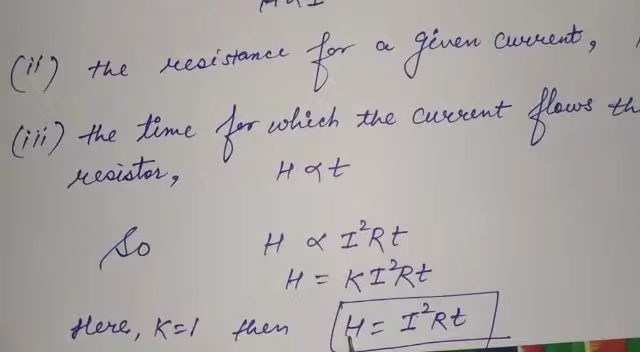 (ii) the resistance for a given current,
(iii) the time for which the current flows th
resistor, H ∝ t
So H ∝ I²Rt
H = KI²Rt
Here, K=1 then H = I²Rt